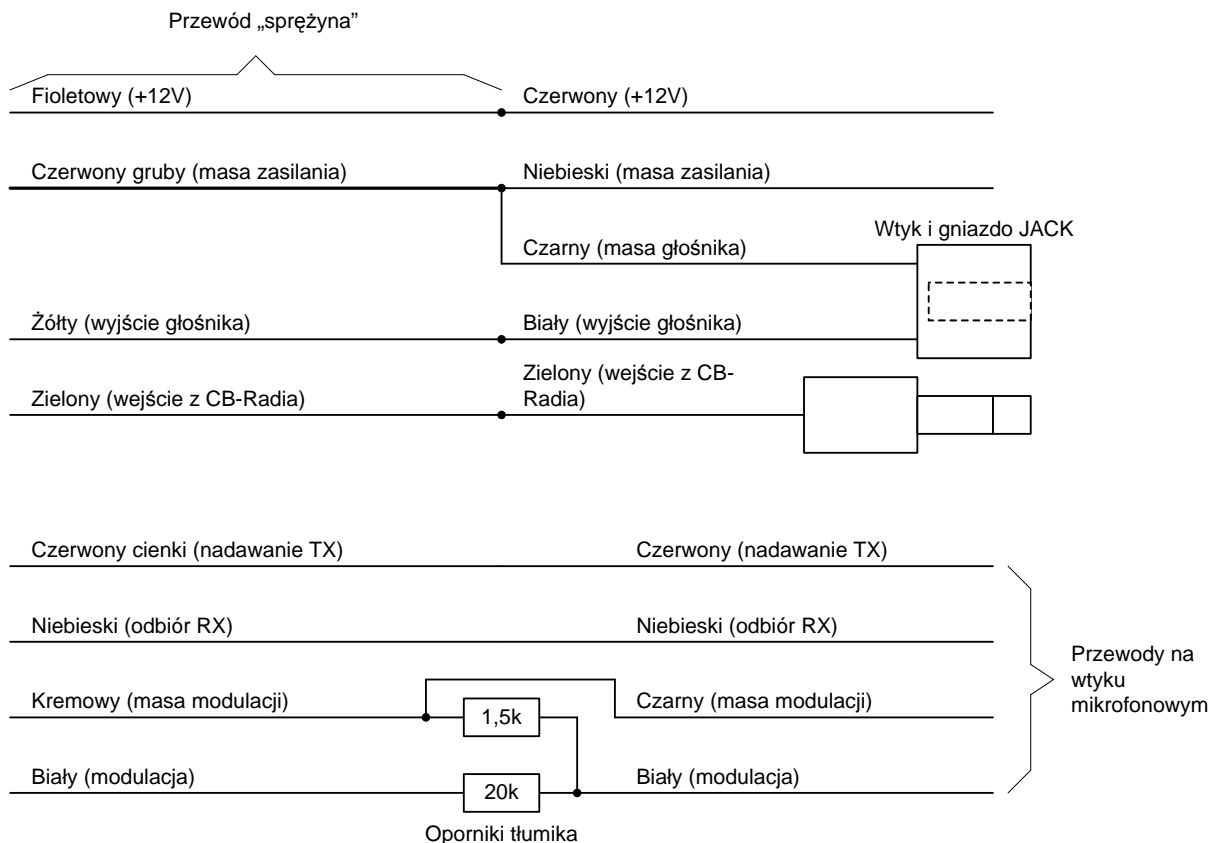 Przewód „sprężyna”
Fioletowy (+12V)
Czerwony (+12V)
Czerwony gruby (masa zasilania)
Niebieski (masa zasilania)
Wtyk i gniazdo JACK
Czarny (masa głośnika)
Żółty (wyjście głośnika)
Biały (wyjście głośnika)
Zielony (wejście z CB-Radia)
Zielony (wejście z CB-
Radia)
Czerwony cienki (nadawanie TX)
Czerwony (nadawanie TX)
Niebieski (odbiór RX)
Niebieski (odbiór RX)
Przewody na
wtyku
mikrofonowym
Kremowy (masa modulacji)
1,5k
Czarny (masa modulacji)
Biały (modulacja)
20k
Biały (modulacja)
Oporniki tłumika